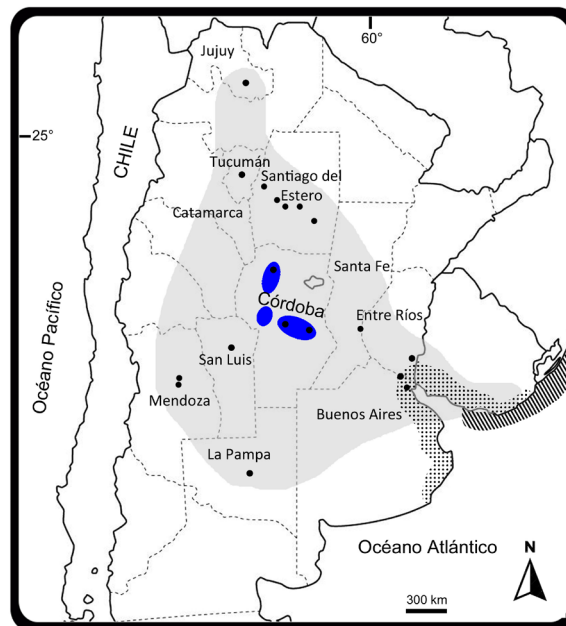 60°
Jujuy
25°
CHILE
Tucumán
Santiago del
Estero
Catamarca
Santa Fe
Córdoba
Entre Ríos
Océano Pacífico
San Luis
Mendoza
Buenos Aires
La Pampa
Océano Atlántico
N
300 km